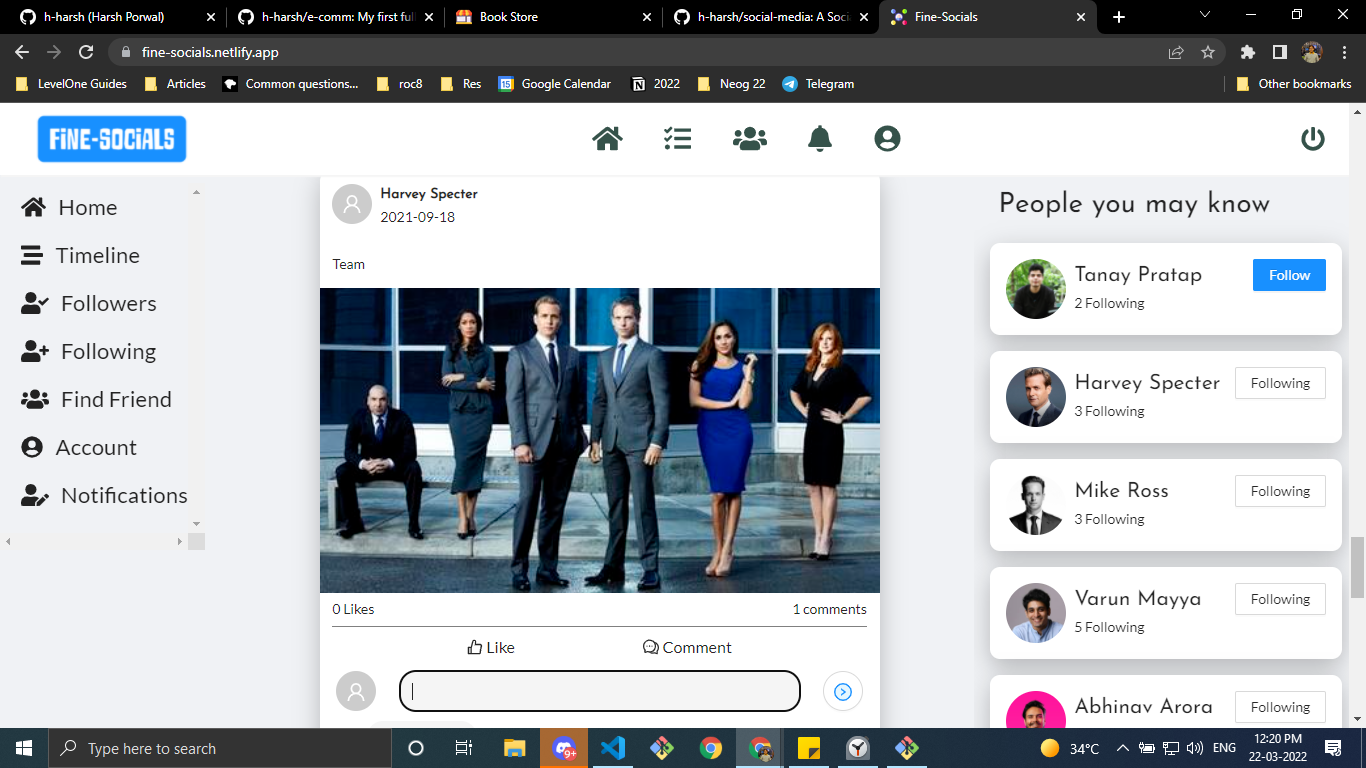 h-harsh (Harsh Porwal)
h-harsh/e-comm: My first full
Book Store
h-harsh/social-media: A Socia
Fine-Socials
fine-socials.netlify.app
LevelOne Guides
Articles
Common questions...
roc8
Res
Google Calendar
2022
Neog 22
Telegram
Other bookmarks
FiNE-SOCiALS
Home
Timeline
Followers
Following
Find Friend
Account
Notifications
Harvey Specter
2021-09-18
Team
0 Likes
1 comments
Like
Comment
People you may know
Tanay Pratap
Follow
2 Following
Harvey Specter
Following
3 Following
Mike Ross
Following
3 Following
Varun Mayya
Following
5 Following
Abhinav Arora
Following
Type here to search
9+
34°C
ENG
12:20 PM
22-03-2022